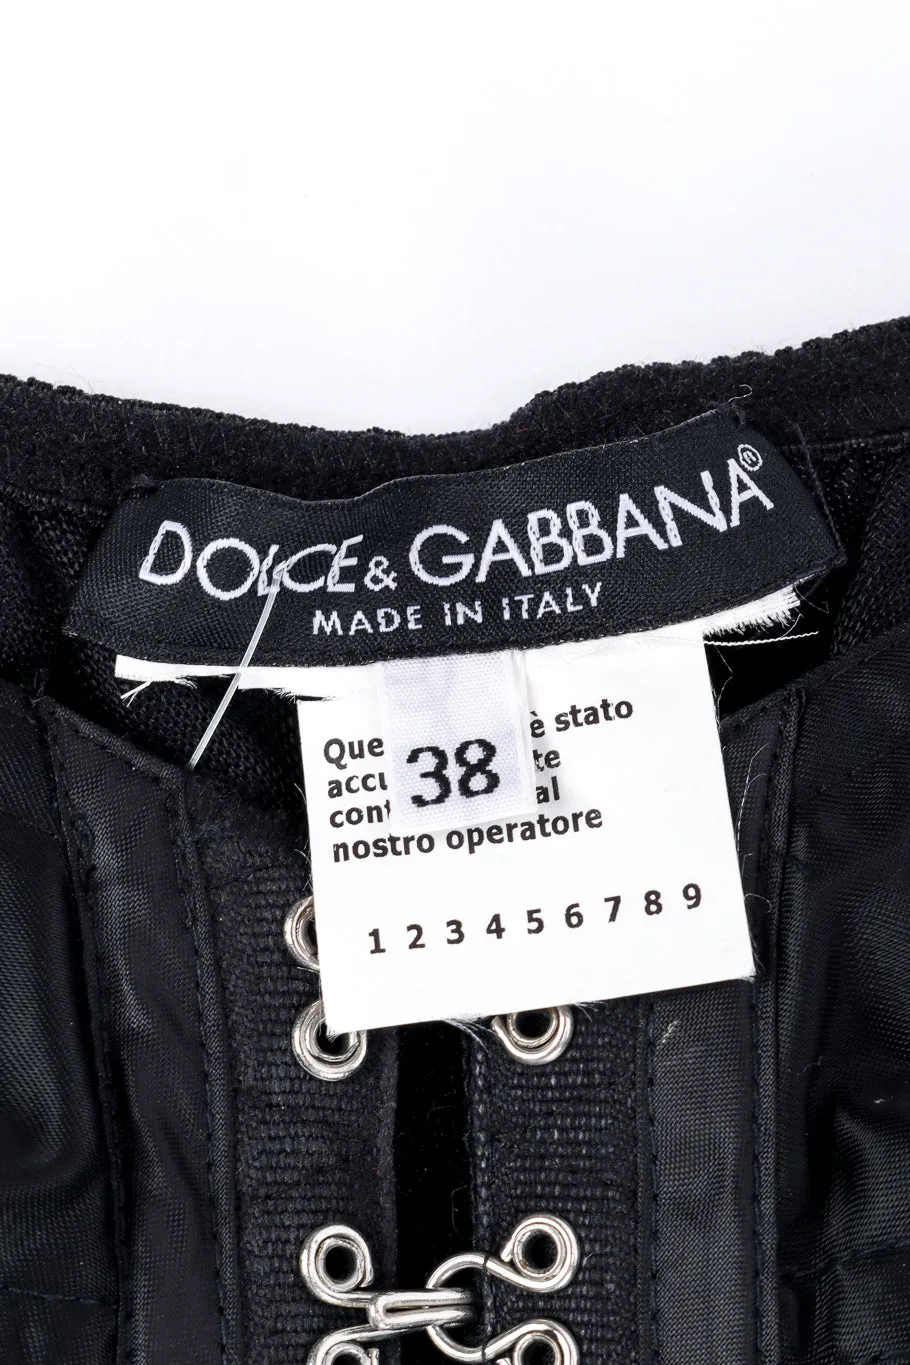 DOLCE & GABBANA®
MADE IN ITALY
38
Que è stato
accu te
cont al
nostro operatore
1 2 3 4 5 6 7 8 9